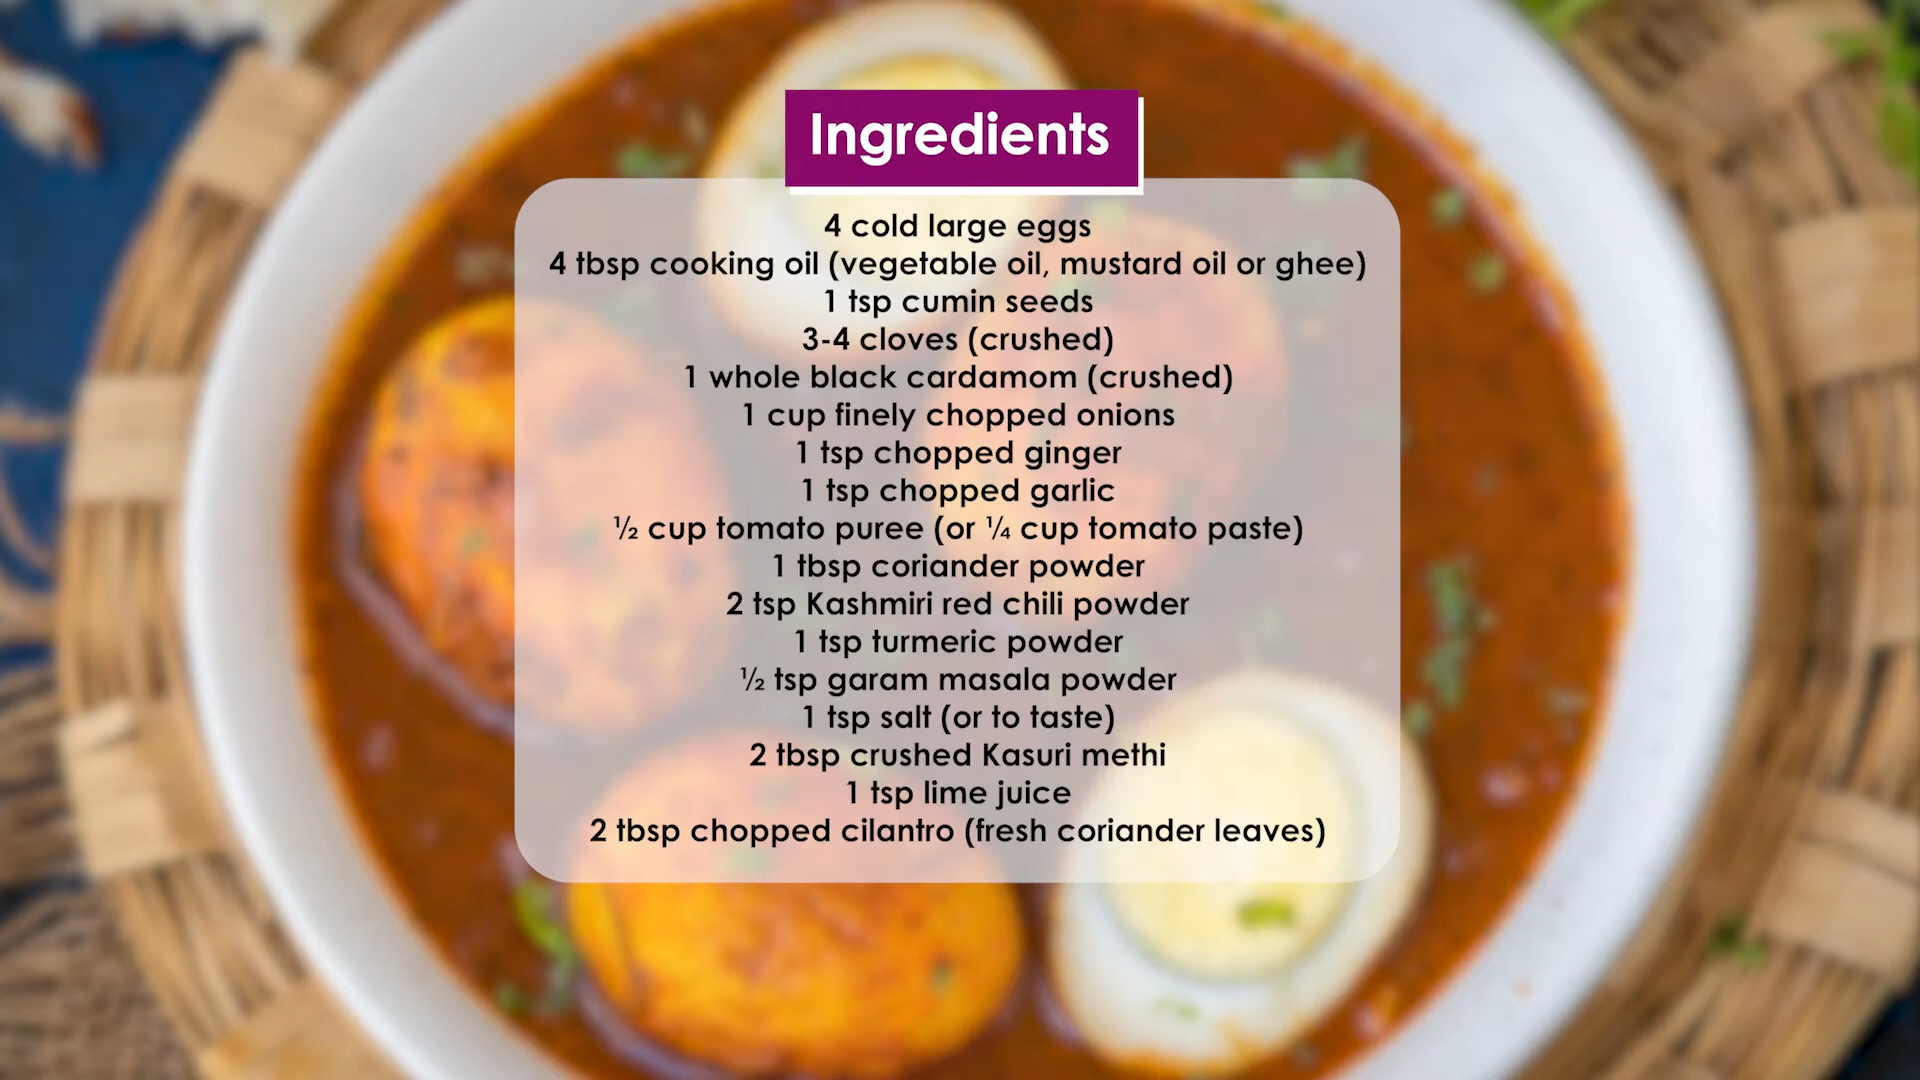 Ingredients
4 cold large eggs
4 tbsp cooking oil (vegetable oil, mustard oil or ghee)
1 tsp cumin seeds
3-4 cloves (crushed)
1 whole black cardamom (crushed)
1 cup finely chopped onions
1 tsp chopped ginger
1 tsp chopped garlic
½ cup tomato puree (or ¼ cup tomato paste)
1 tbsp coriander powder
2 tsp Kashmiri red chili powder
1 tsp turmeric powder
½ tsp garam masala powder
1 tsp salt (or to taste)
2 tbsp crushed Kasuri methi
1 tsp lime juice
2 tbsp chopped cilantro (fresh coriander leaves)